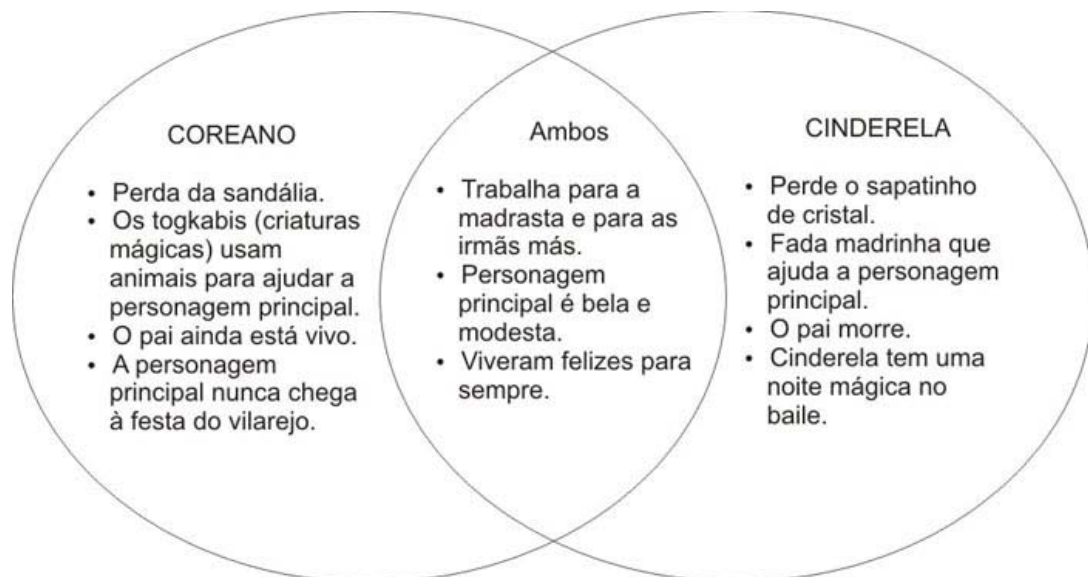 COREANO
• Perda da sandália.
• Os togkabis (criaturas
mágicas) usam
animais para ajudar a
personagem principal.
• O pai ainda está vivo.
• A personagem
principal nunca chega
à festa do vilarejo.
Ambos
• Trabalha para a
madrasta e para as
irmãs más.
• Personagem
principal é bela e
modesta.
• Viveram felizes para
sempre.
CINDERELA
• Perde o sapatinho
de cristal.
• Fada madrinha que
ajuda a personagem
principal.
• O pai morre.
• Cinderela tem uma
noite mágica no
baile.